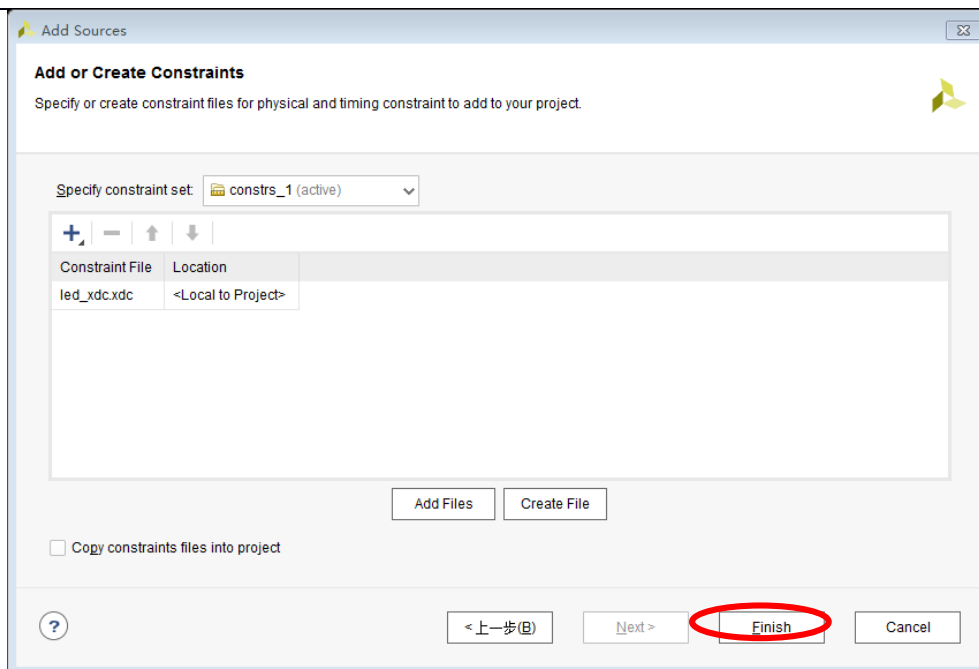 Add Sources
Add or Create Constraints
Specify or create constraint files for physical and timing constraint to add to your project.
Specify constraint set: constrs_1 (active)
Constraint File Location
led_xdc.xdc <Local to Project>
Add Files Create File
Copy constraints files into project
? <上一步(B) Next > Finish Cancel